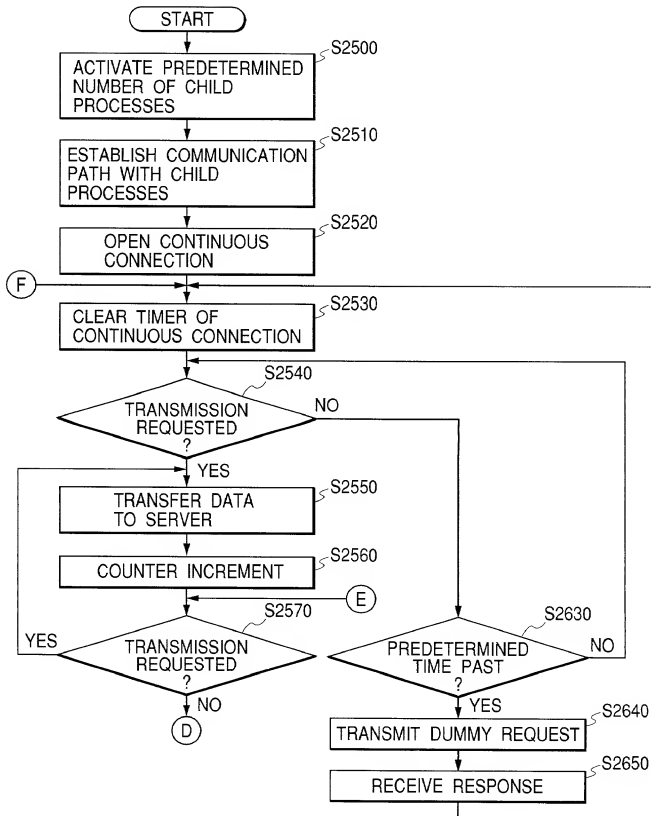 START
S2500
ACTIVATE PREDETERMINED
NUMBER OF CHILD
PROCESSES
S2510
ESTABLISH COMMUNICATION
PATH WITH CHILD
PROCESSES
S2520
OPEN CONTINUOUS
CONNECTION
F
S2530
CLEAR TIMER OF
CONTINUOUS CONNECTION
S2540
TRANSMISSION
REQUESTED
?
NO
YES
S2550
TRANSFER DATA
TO SERVER
S2560
COUNTER INCREMENT
E
S2570
YES
TRANSMISSION
REQUESTED
?
NO
D
S2630
PREDETERMINED
TIME PAST
?
NO
YES
S2640
TRANSMIT DUMMY REQUEST
S2650
RECEIVE RESPONSE